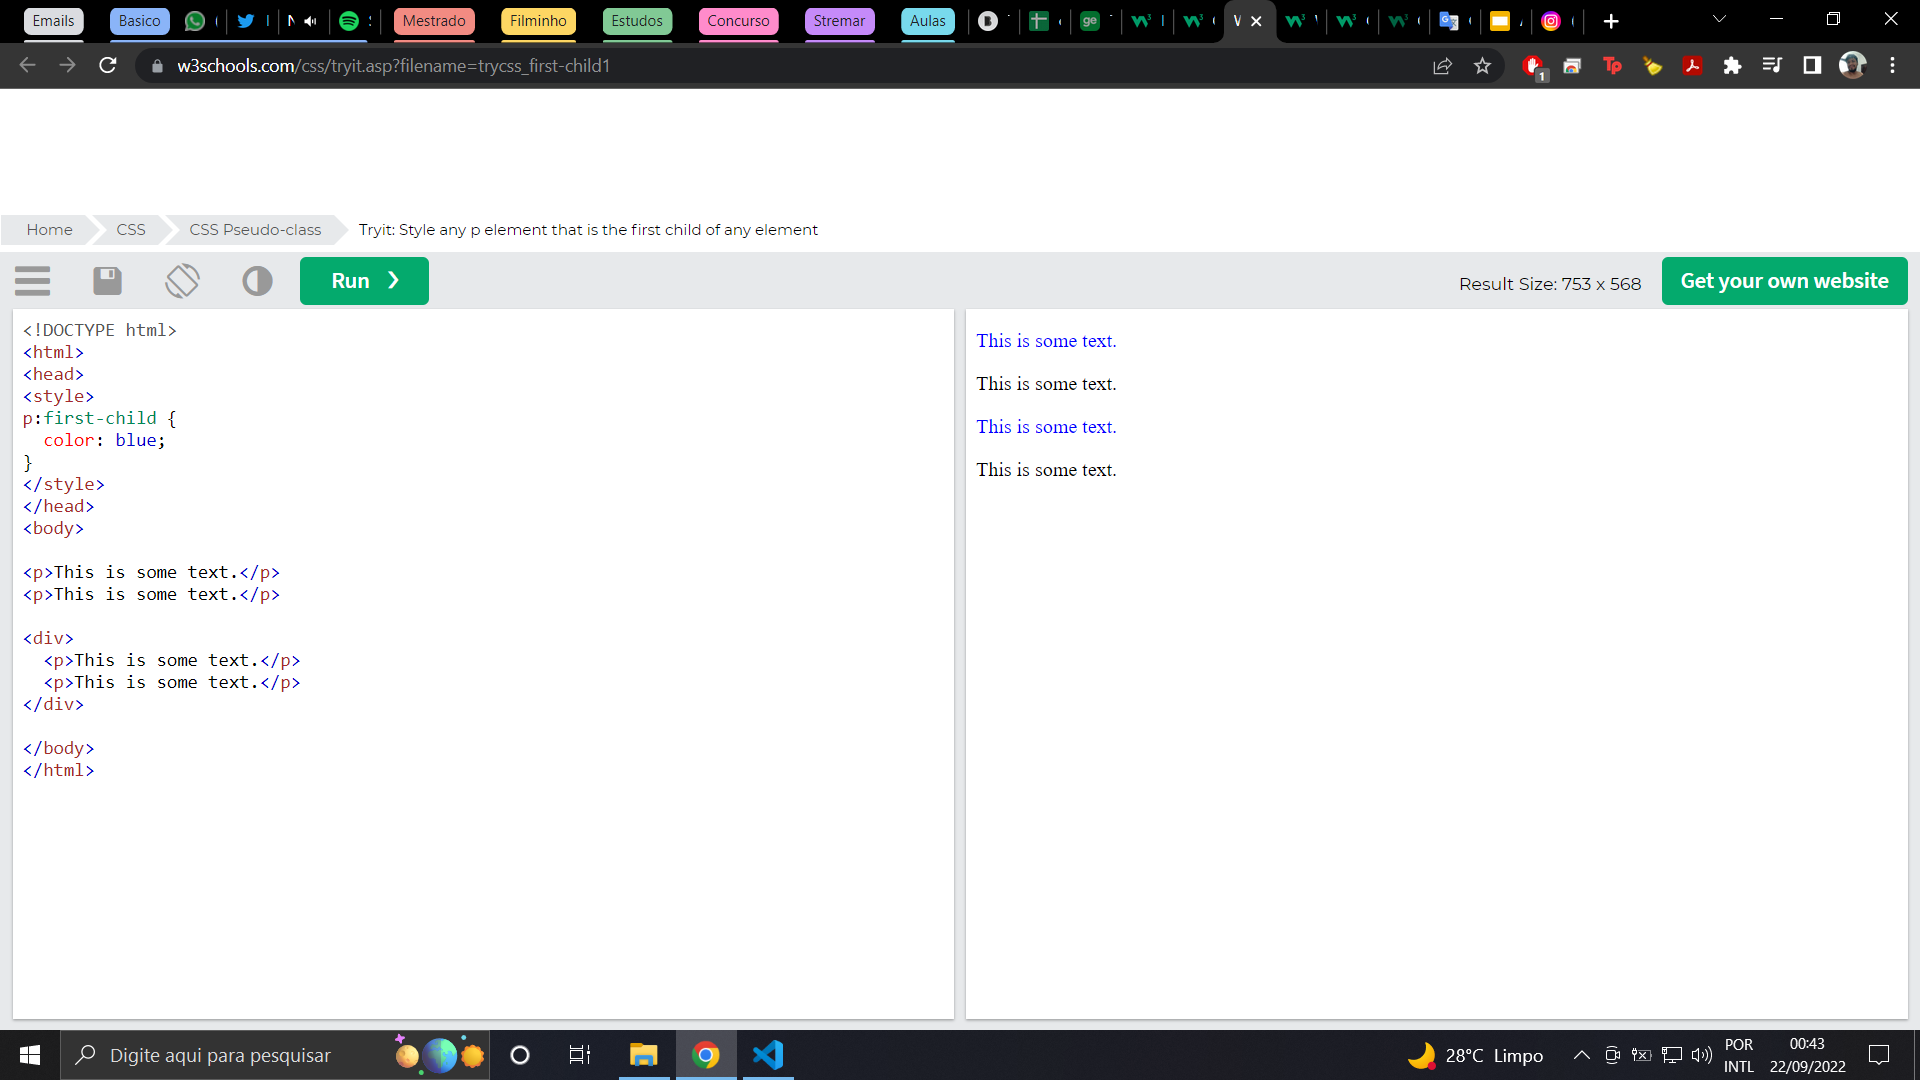 Emails
Basico
Mestrado
Filminho
Estudos
Concurso
Stremar
Aulas
w3schools.com/css/tryit.asp?filename=trycss_first-child1
1
Home
CSS
CSS Pseudo-class
Tryit: Style any p element that is the first child of any element
Run ❯
Result Size: 753 x 568
Get your own website
<!DOCTYPE html>
<html>
<head>
<style>
p:first-child {
  color: blue;
}
</style>
</head>
<body>
<p>This is some text.</p>
<p>This is some text.</p>
<div>
  <p>This is some text.</p>
  <p>This is some text.</p>
</div>
</body>
</html>
This is some text.
This is some text.
This is some text.
This is some text.
Digite aqui para pesquisar
28°C Limpo
POR
INTL
00:43
22/09/2022